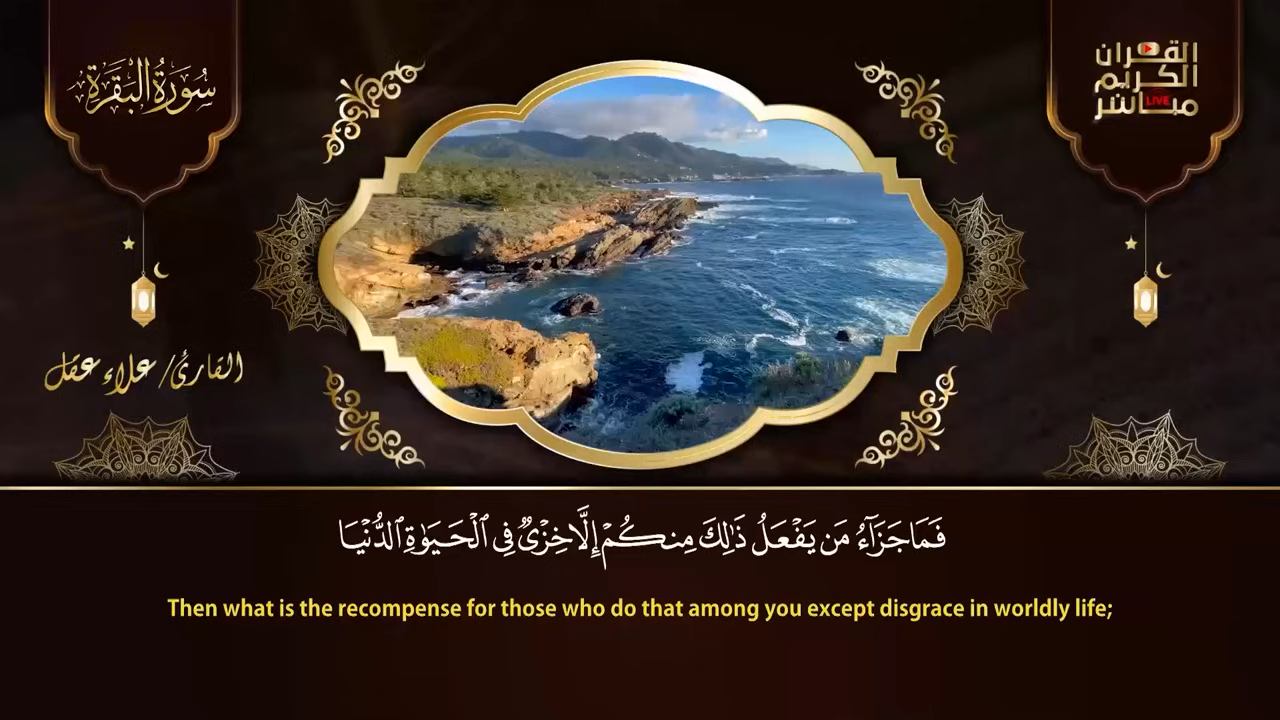 سُورَةُ البَقَرَةِ
القرآن
الكريم
مباشر
LIVE
القارئ/ علاء عقل
فَمَا جَزَآءُ مَن يَفْعَلُ ذَٰلِكَ مِنكُمْ إِلَّا خِزْىٌ فِى ٱلْحَيَوٰةِ ٱلدُّنْيَا
Then what is the recompense for those who do that among you except disgrace in worldly life;